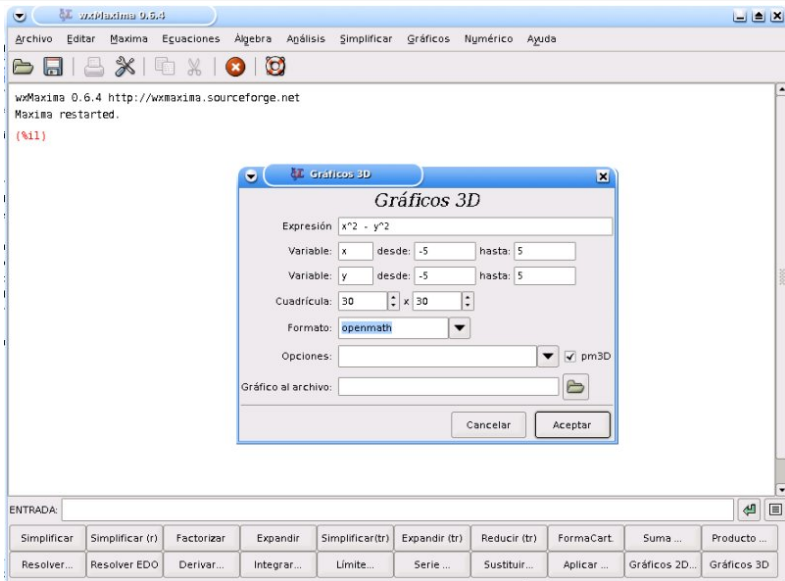 wxMaxima 0.6.4
Archivo Editar Maxima Ecuaciones Álgebra Análisis Simplificar Gráficos Numérico Ayuda
wxMaxima 0.6.4 http://wxmaxima.sourceforge.net
Maxima restarted.
(%i1)
Gráficos 3D
Gráficos 3D
Expresión x^2 - y^2
Variable: x desde: -5 hasta: 5
Variable: y desde: -5 hasta: 5
Cuadrícula: 30 x 30
Formato: openmath
Opciones: pm3D
Gráfico al archivo:
Cancelar Aceptar
ENTRADA:
Simplificar Simplificar (r) Factorizar Expandir Simplificar(tr) Expandir (tr) Reducir (tr) FormaCart. Suma ... Producto ...
Resolver... Resolver EDO Derivar... Integrar... Límite... Serie ... Sustituir... Aplicar ... Gráficos 2D... Gráficos 3D